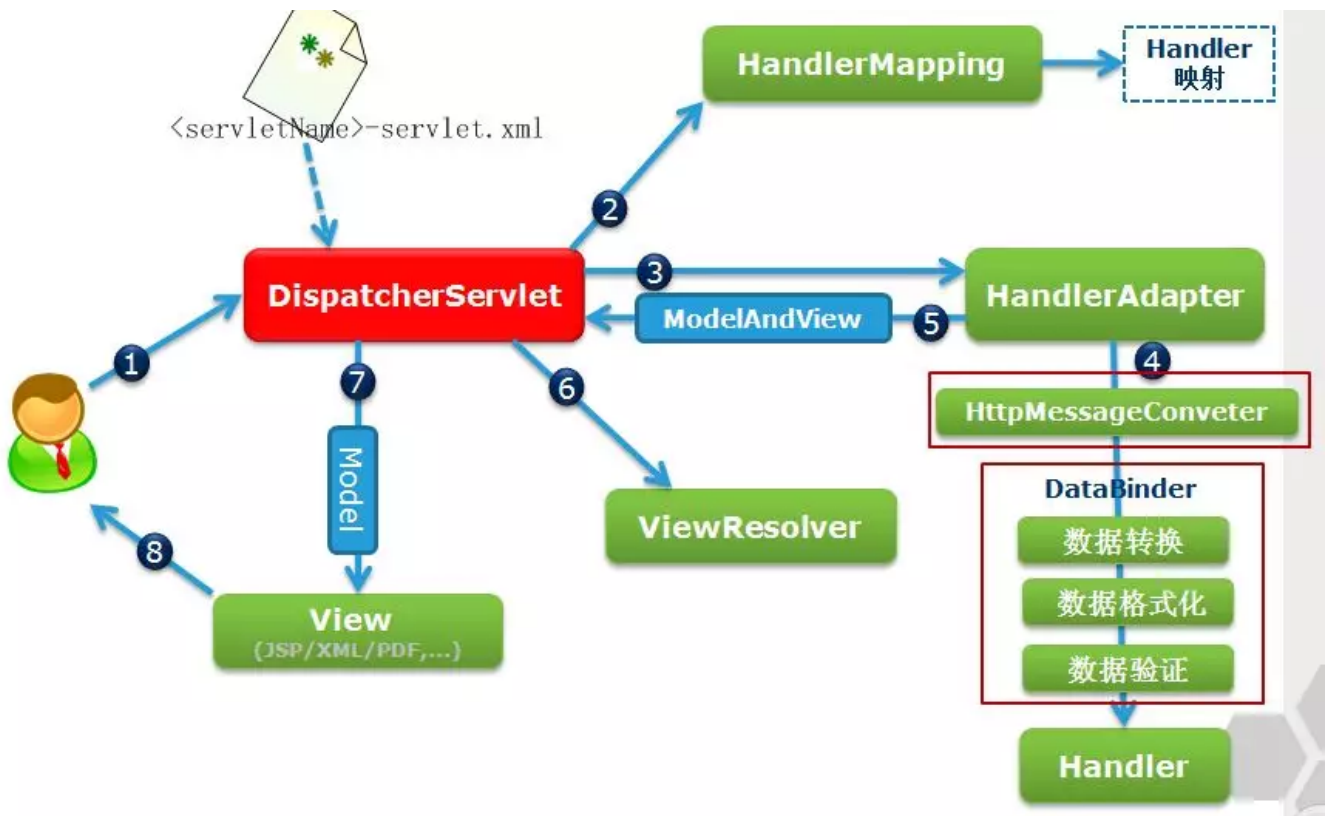 <servletName>-servlet.xml
HandlerMapping
Handler
映射
2
DispatcherServlet
3
HandlerAdapter
ModelAndView
5
1
7
6
4
HttpMessageConveter
Model
DataBinder
数据转换
数据格式化
数据验证
ViewResolver
8
View
(JSP/XML/PDF,...)
Handler